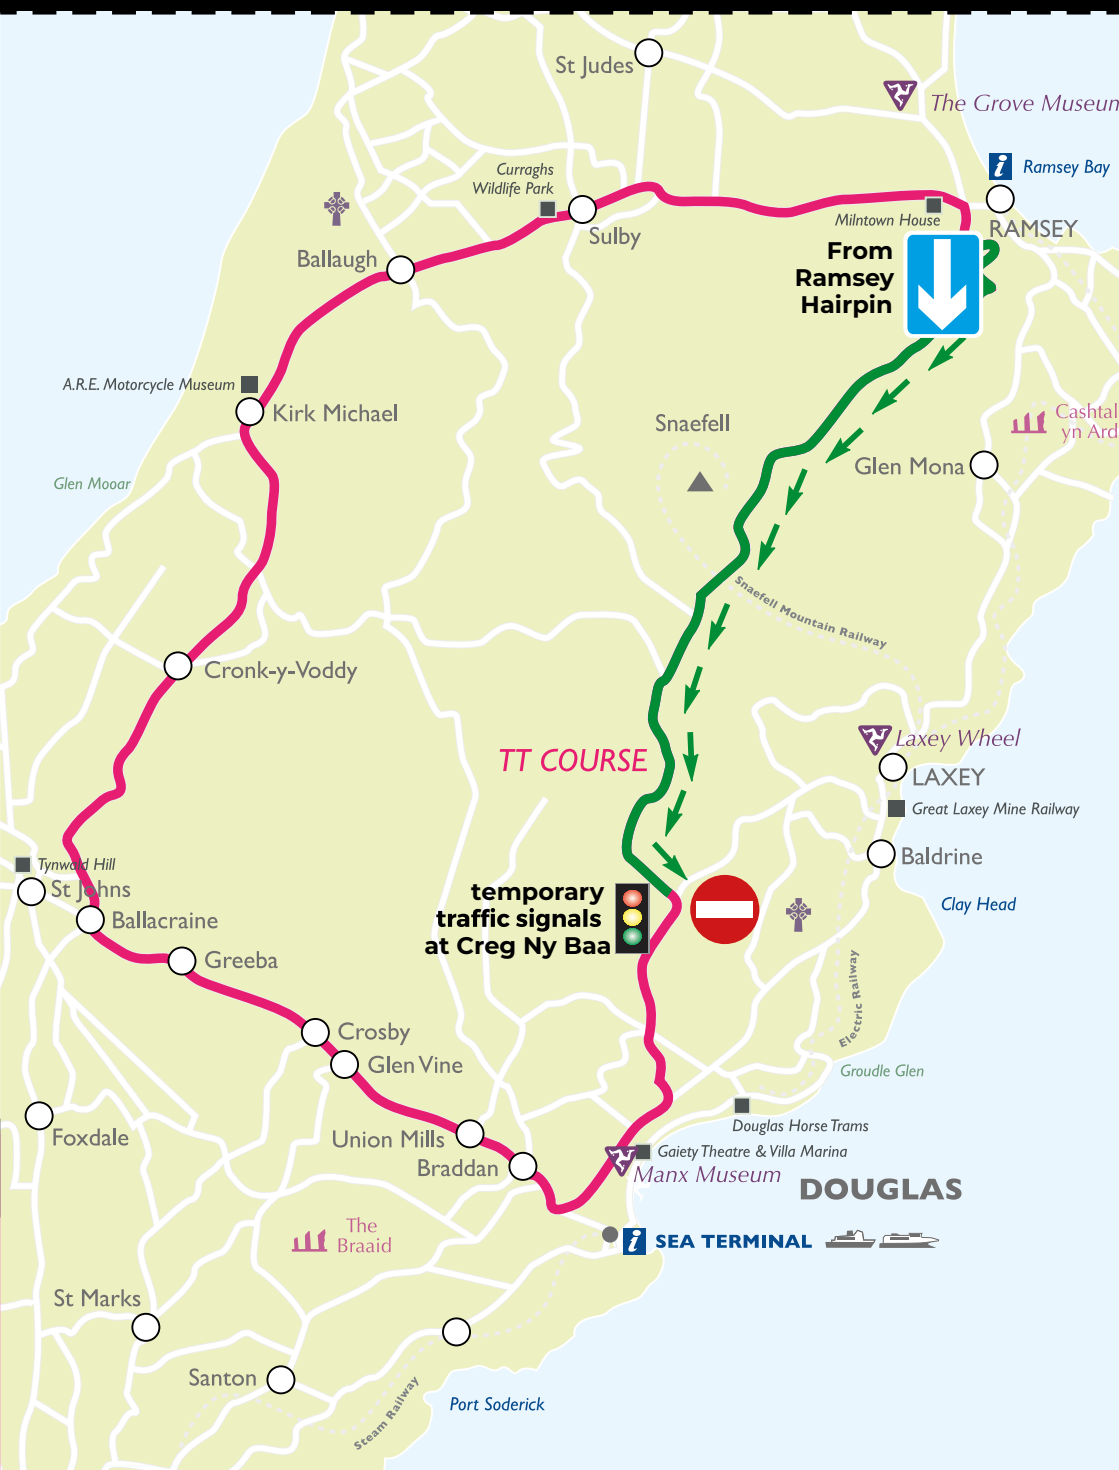 St Judes
The Grove Museum
Curraghs
Wildlife Park
Ramsey Bay
Sulby
Milntown House
RAMSEY
Ballaugh
From
Ramsey
Hairpin
A.R.E. Motorcycle Museum
Kirk Michael
Snaefell
Cashtal
yn Ard
Glen Mona
Glen Mooar
Snaefell Mountain Railway
Cronk-y-Voddy
TT COURSE
Laxey Wheel
LAXEY
Great Laxey Mine Railway
Tynwald Hill
Baldrine
St Johns
temporary
traffic signals
at Creg Ny Baa
Clay Head
Ballacraine
Greeba
Electric Railway
Crosby
Glen Vine
Groudle Glen
Foxdale
Douglas Horse Trams
Union Mills
Gaiety Theatre & Villa Marina
Braddan
Manx Museum
DOUGLAS
The
Braaid
i SEA TERMINAL
St Marks
Santon
Steam Railway
Port Soderick